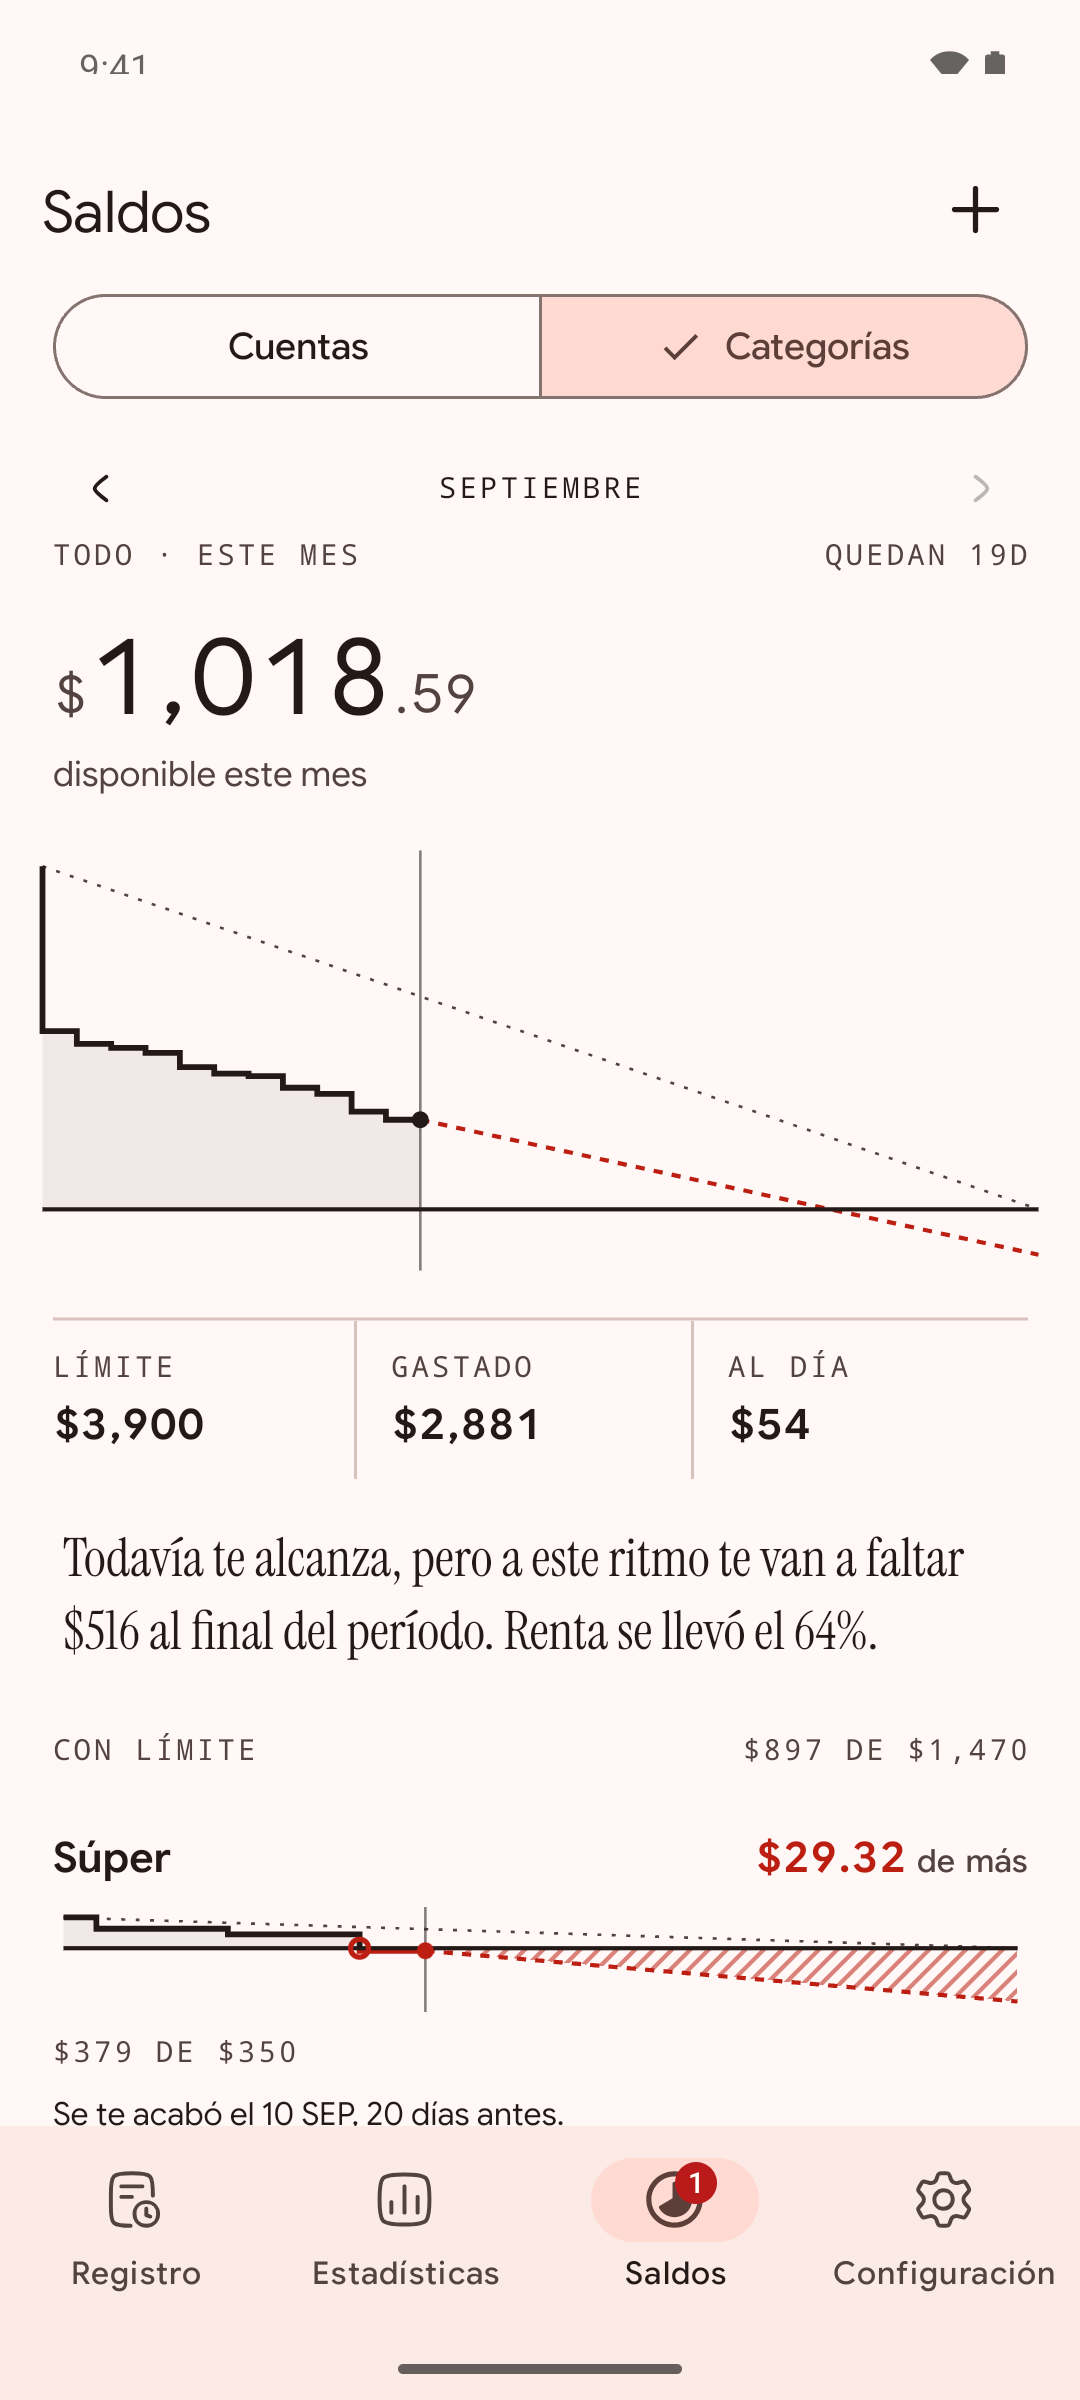 9:41
Saldos
Cuentas
Categorías
SEPTIEMBRE
TODO · ESTE MES
QUEDAN 19D
$1,018.59
disponible este mes
LÍMITE
GASTADO
AL DÍA
$3,900
$2,881
$54
Todavía te alcanza, pero a este ritmo te van a faltar
$516 al final del período. Renta se llevó el 64%.
CON LÍMITE
$897 DE $1,470
Súper
$29.32 de más
$379 DE $350
Se te acabó el 10 SEP, 20 días antes.
1
Registro
Estadísticas
Saldos
Configuración